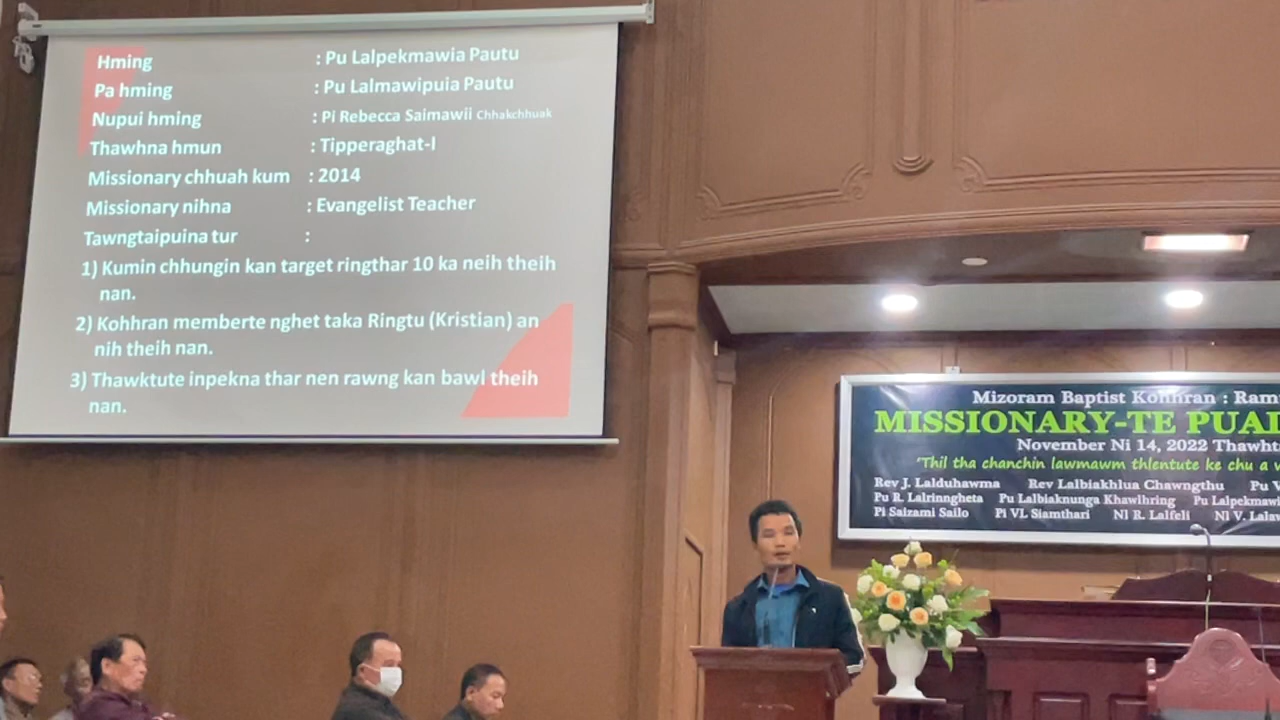 Hming : Pu Lalpekmawia Pautu
Pa hming : Pu Lalmawipuia Pautu
Nupui hming : Pi Rebecca Saimawii Chhakchhuak
Thawhna hmun : Tipperaghat-I
Missionary chhuah kum : 2014
Missionary nihna : Evangelist Teacher
Tawngtaipuina tur :
1) Kumin chhungin kan target ringthar 10 ka neih theih
nan.
2) Kohhran memberte nghet taka Ringtu (Kristian) an
nih theih nan.
3) Thawktute inpekna thar nen rawng kan bawl theih
nan.
Mizoram Baptist Kohhran :
MISSIONARY-TE
November Ni 14, 2022
'Thil tha chanchin lawmawm thlentute ke chu a
Rev J. Lalduhawma Rev Lalbiakhlua Chawngthu Pu
Pu R. Lalrinngheta Pu Lalbiaknunga Khawlhring Pu
Pi Saizami Sailo Pi VL Siamthari Nl R. Lalfeli Nl V.